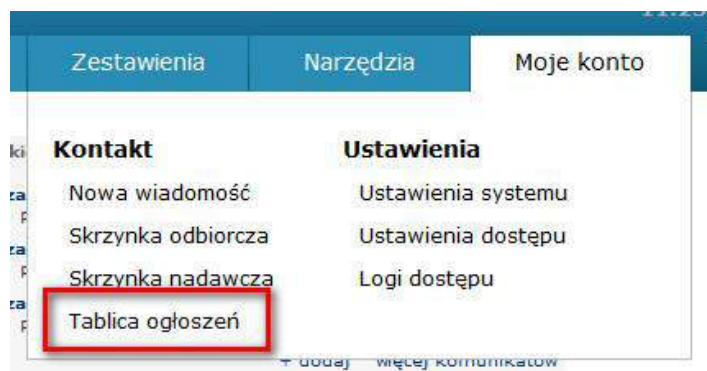 Zestawienia Narzędzia Moje konto
Kontakt Ustawienia
Nowa wiadomość Ustawienia systemu
Skrzynka odbiorcza Ustawienia dostępu
Skrzynka nadawcza Logi dostępu
Tablica ogłoszeń
+ dodaj więcej komunikatów